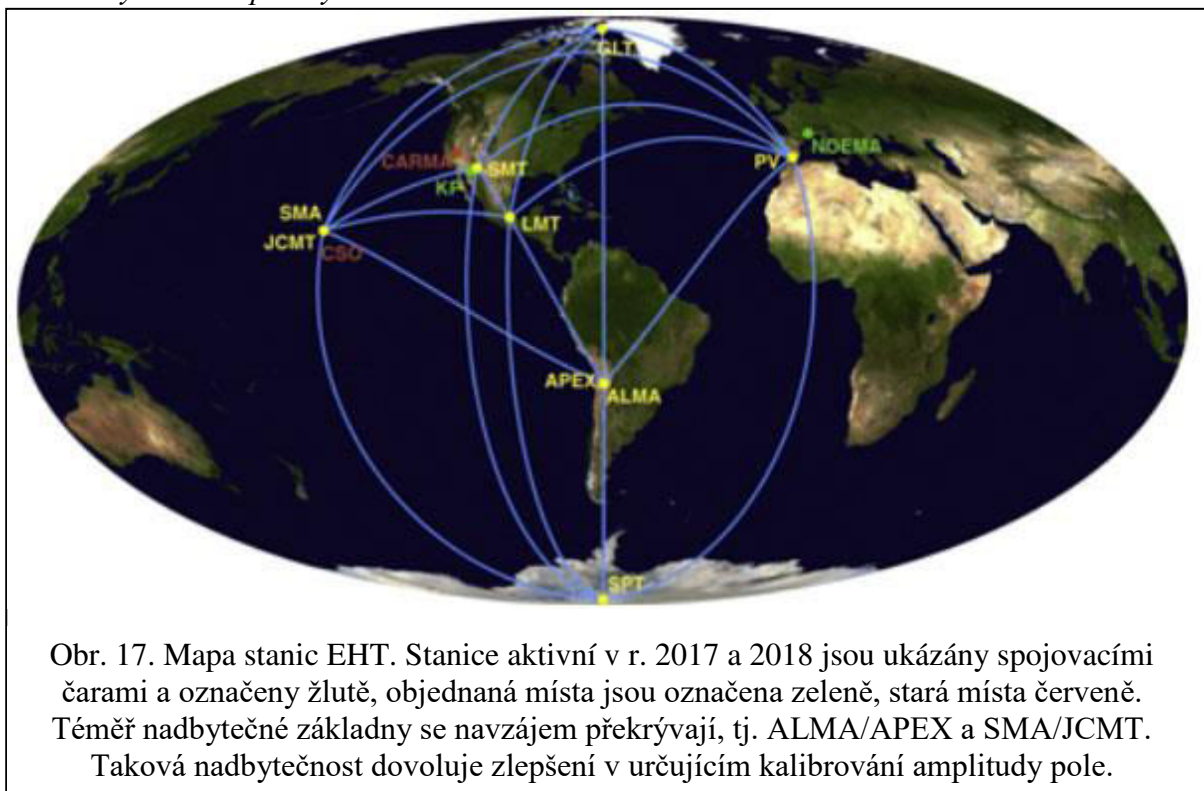 GLT
CARMA
SMT
KP
PV
NOEMA
SMA
JCMT
CSO
LMT
APEX
ALMA
SPT
Obr. 17. Mapa stanic EHT. Stanice aktivní v r. 2017 a 2018 jsou ukázány spojovacími
čarami a označeny žlutě, objednaná místa jsou označena zeleně, stará místa červeně.
Téměř nadbytečné základny se navzájem překrývají, tj. ALMA/APEX a SMA/JCMT.
Taková nadbytečnost dovoluje zlepšení v určujícím kalibrování amplitudy pole.